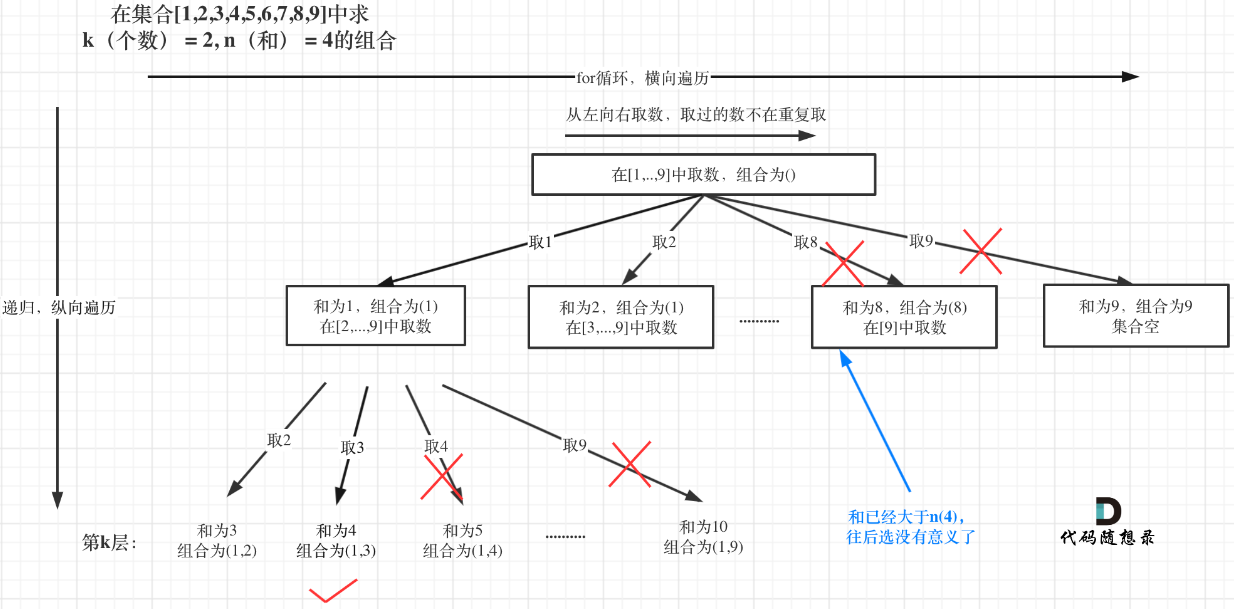 在集合[1,2,3,4,5,6,7,8,9]中求
k（个数）= 2, n（和）= 4的组合
for循环，横向遍历
从左向右取数，取过的数不在重复取
在[1,..,9]中取数，组合为()
取1
取2
取8
取9
递归，纵向遍历
和为1，组合为(1)
在[2,...,9]中取数
和为2，组合为(1)
在[3,...,9]中取数
..........
和为8，组合为(8)
在[9]中取数
和为9，组合为9
集合空
取2
取3
取4
取9
第k层：
和为3
组合为(1,2)
和为4
组合为(1,3)
和为5
组合为(1,4)
..........
和为10
组合为(1,9)
和已经大于n(4)，
往后选没有意义了
代码随想录